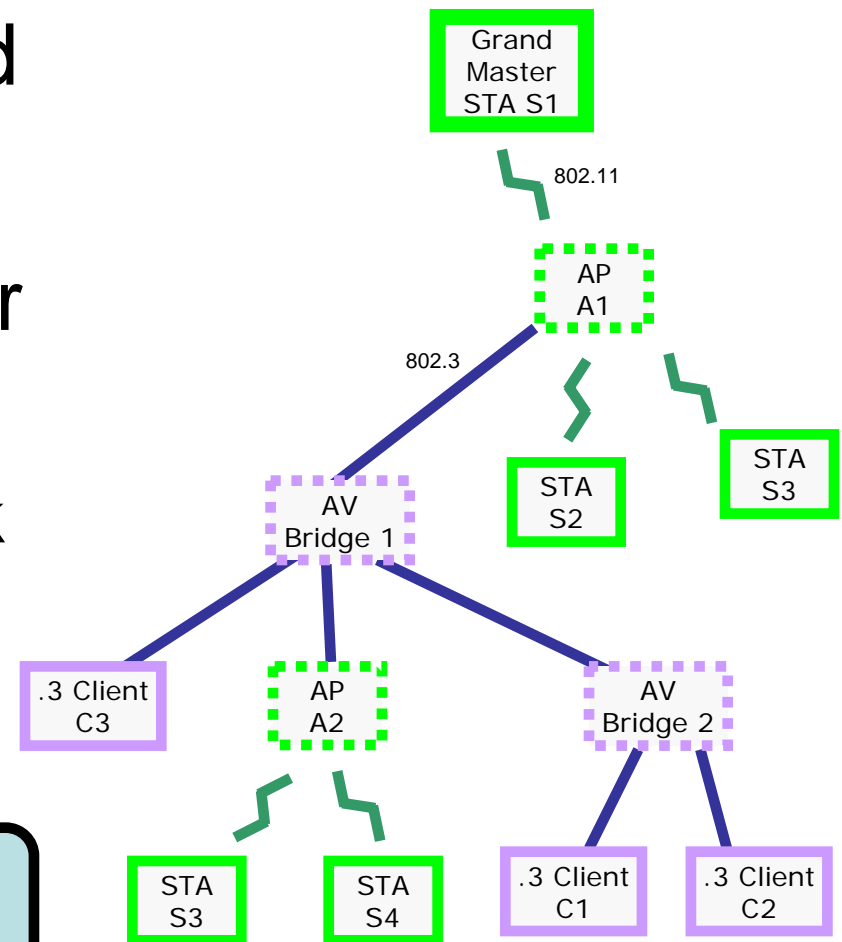 Grand
Master
STA S1
802.11
AP
A1
802.3
STA
S3
STA
S2
AV
Bridge 1
.3 Client
C3
AP
A2
AV
Bridge 2
STA
S3
STA
S4
.3 Client
C1
.3 Client
C2